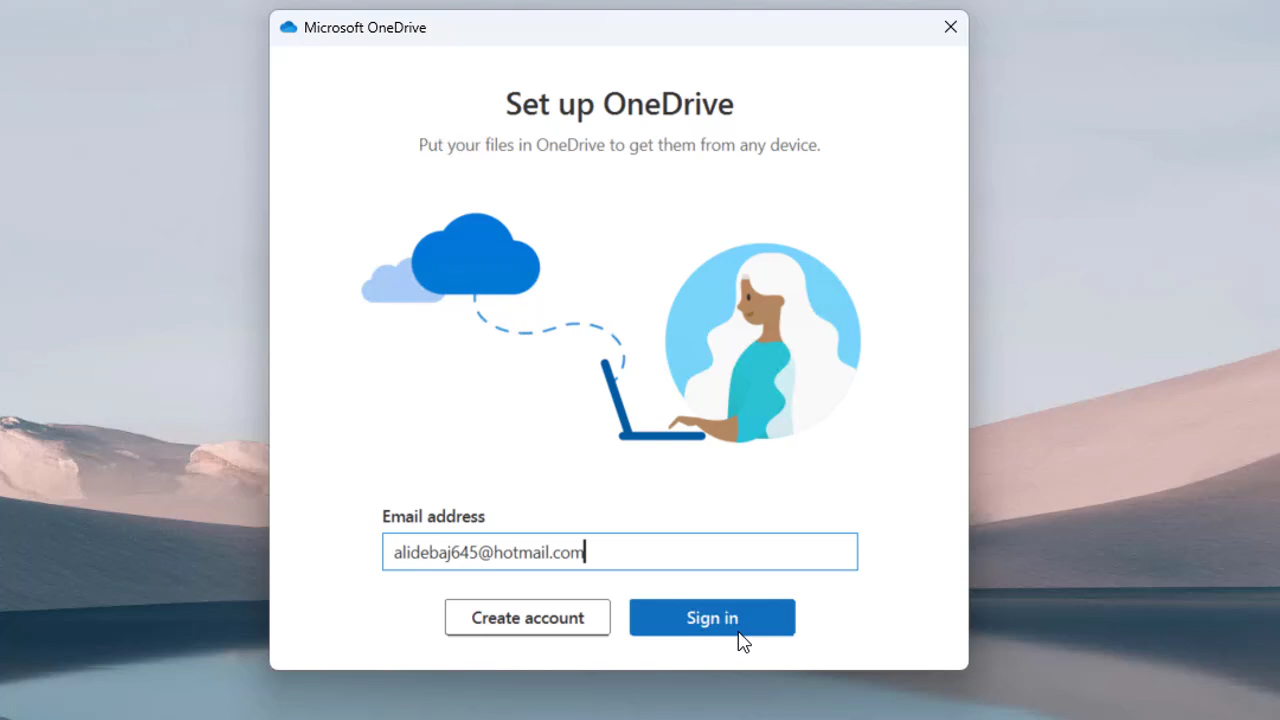 Microsoft OneDrive
Set up OneDrive
Put your files in OneDrive to get them from any device.
Email address
alidebaj645@hotmail.com
Create account
Sign in